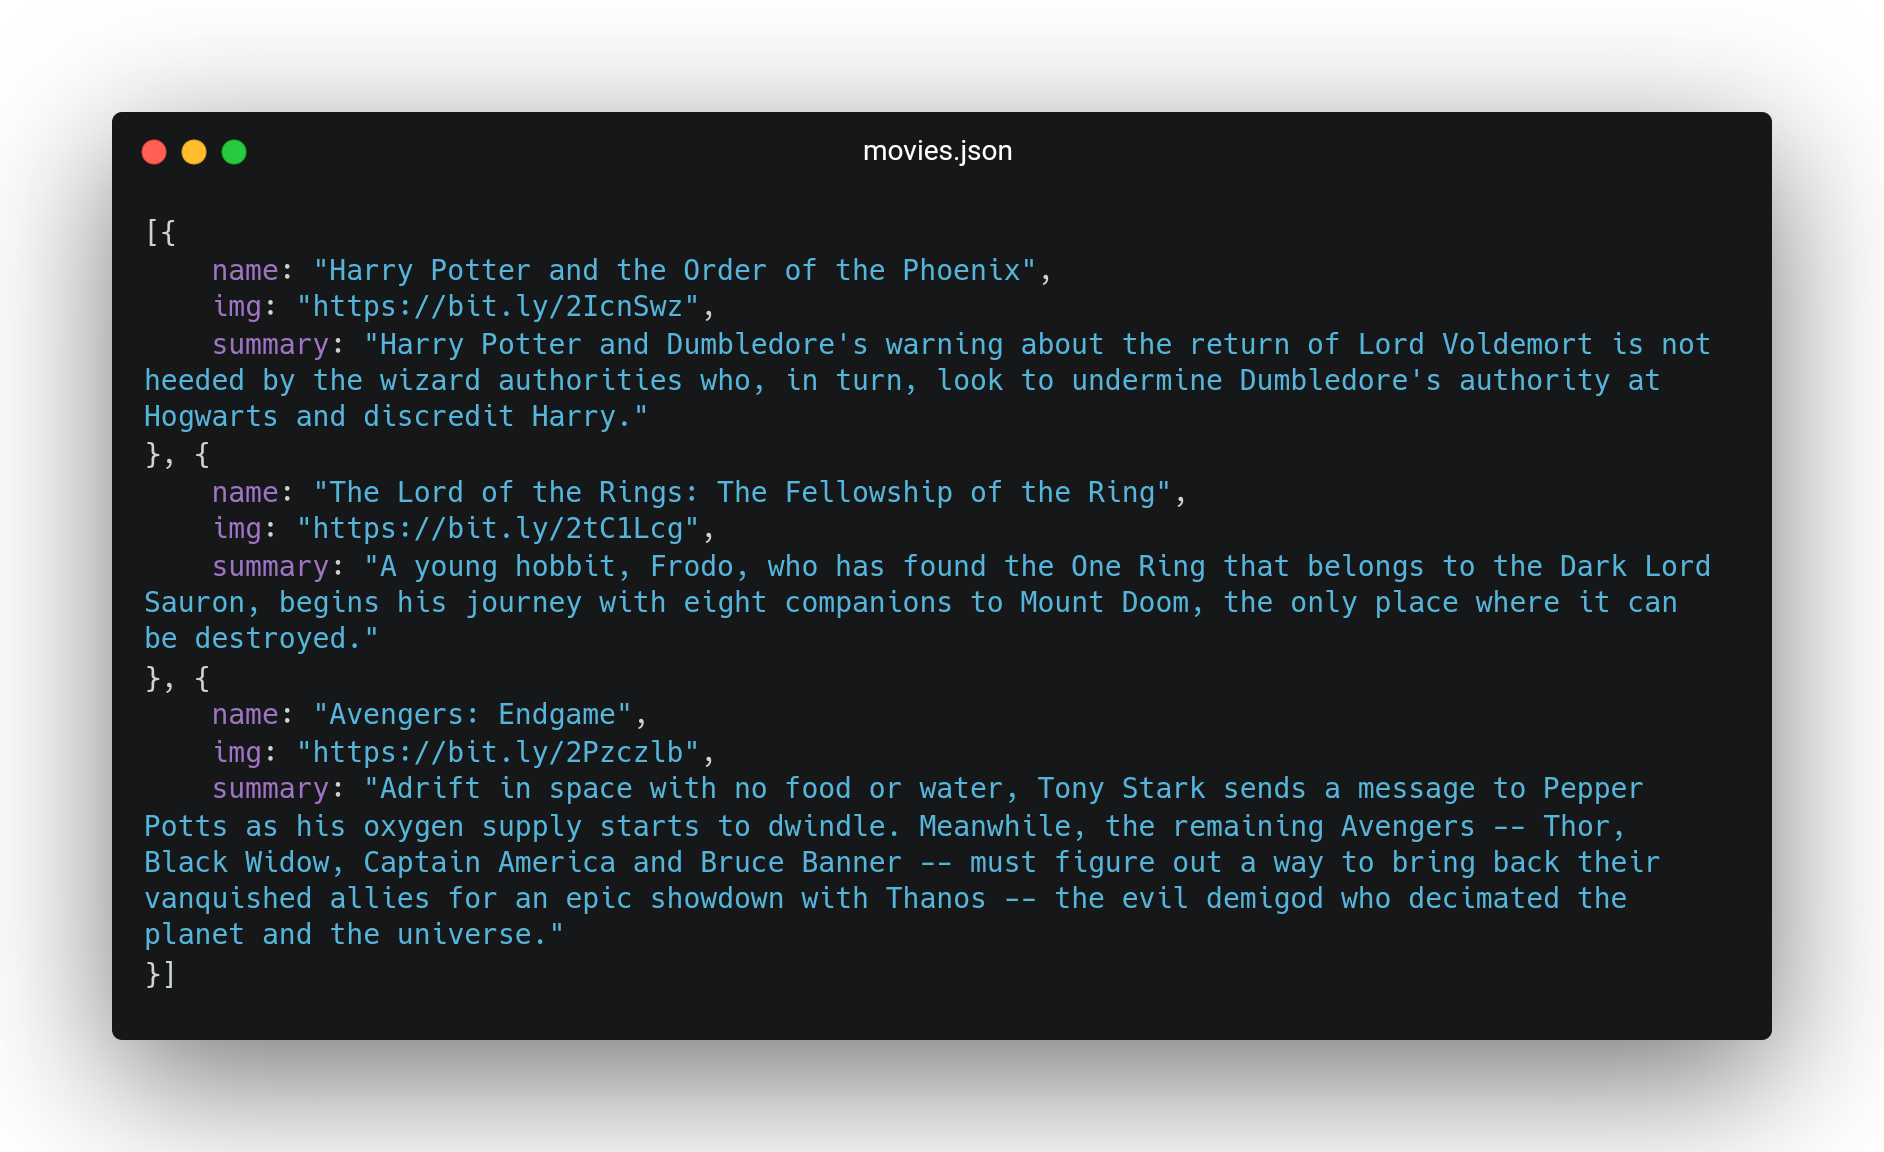 movies.json
[{
    name: "Harry Potter and the Order of the Phoenix",
    img: "https://bit.ly/2IcnSwz",
    summary: "Harry Potter and Dumbledore's warning about the return of Lord Voldemort is not
heeded by the wizard authorities who, in turn, look to undermine Dumbledore's authority at
Hogwarts and discredit Harry."
}, {
    name: "The Lord of the Rings: The Fellowship of the Ring",
    img: "https://bit.ly/2tC1Lcg",
    summary: "A young hobbit, Frodo, who has found the One Ring that belongs to the Dark Lord
Sauron, begins his journey with eight companions to Mount Doom, the only place where it can
be destroyed."
}, {
    name: "Avengers: Endgame",
    img: "https://bit.ly/2Pzczlb",
    summary: "Adrift in space with no food or water, Tony Stark sends a message to Pepper
Potts as his oxygen supply starts to dwindle. Meanwhile, the remaining Avengers -- Thor,
Black Widow, Captain America and Bruce Banner -- must figure out a way to bring back their
vanquished allies for an epic showdown with Thanos -- the evil demigod who decimated the
planet and the universe."
}]